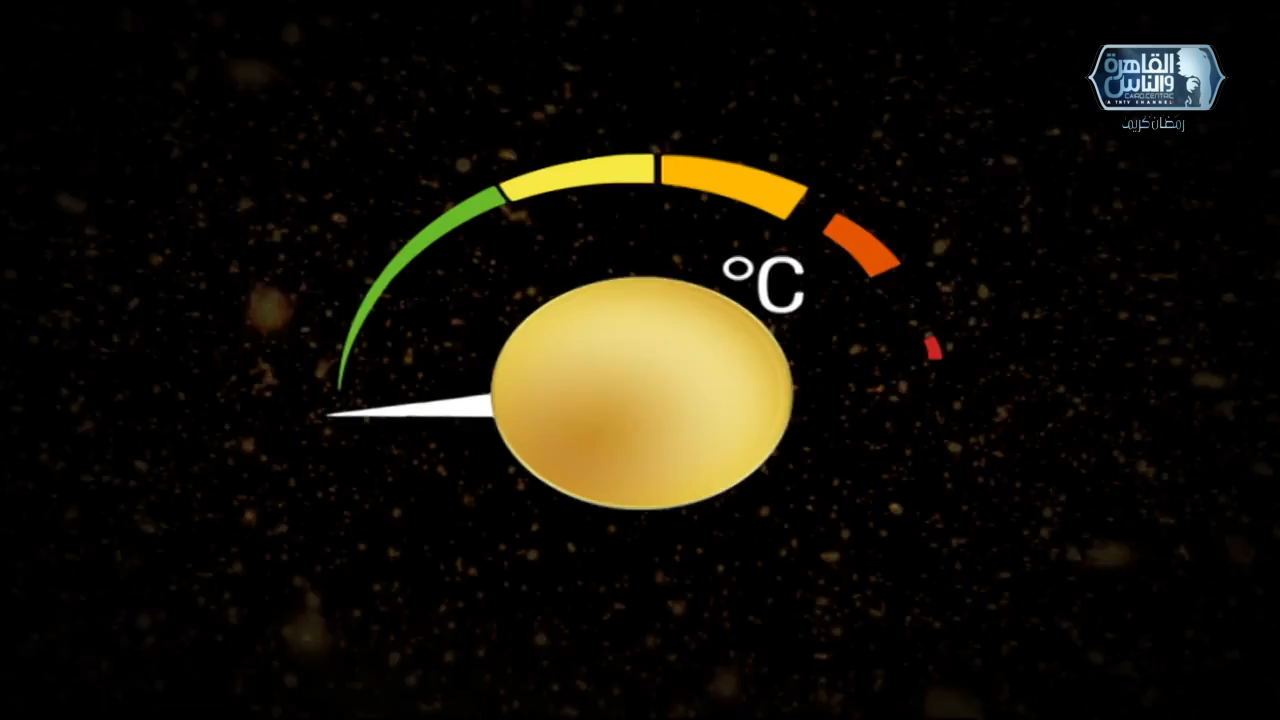 القاهرة
والناس
CAIRO CENTRIC
A TNTV CHANNEL
رمضان كريم
°C